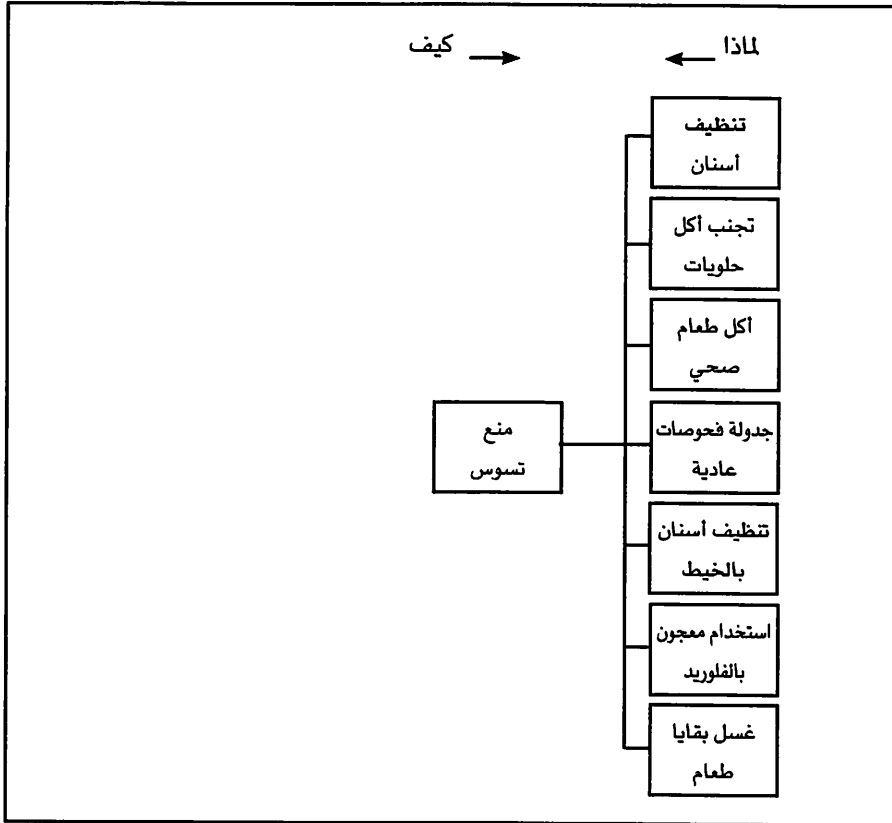 لماذا
كيف
تنظيف
أسنان
تجنب أكل
حلويات
أكل طعام
صحي
جدولة فحوصات
عادية
منع
تسوس
تنظيف أسنان
بالخيط
استخدام معجون
بالفلوريد
غسل بقايا
طعام